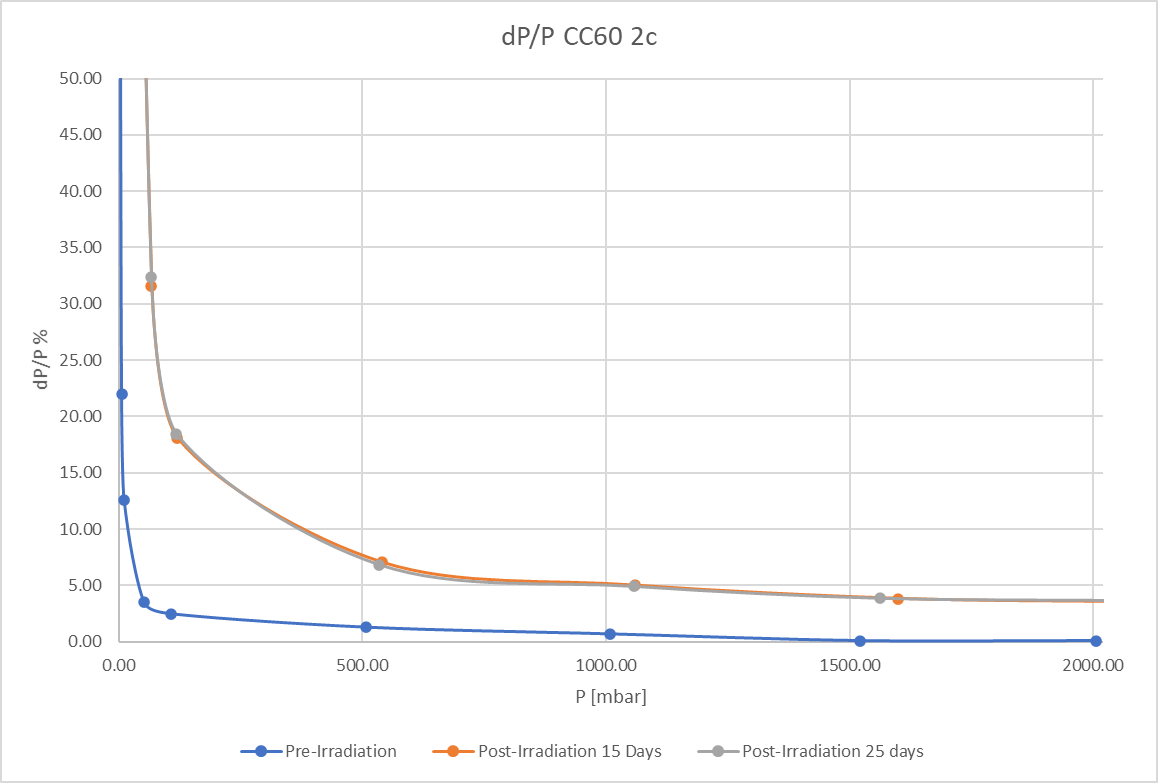 dP/P CC60 2c
50.00
45.00
40.00
35.00
30.00
25.00
20.00
15.00
10.00
5.00
0.00
dP/P %
0.00 500.00 1000.00 1500.00 2000.00
P [mbar]
Pre-Irradiation Post-Irradiation 15 Days Post-Irradiation 25 days